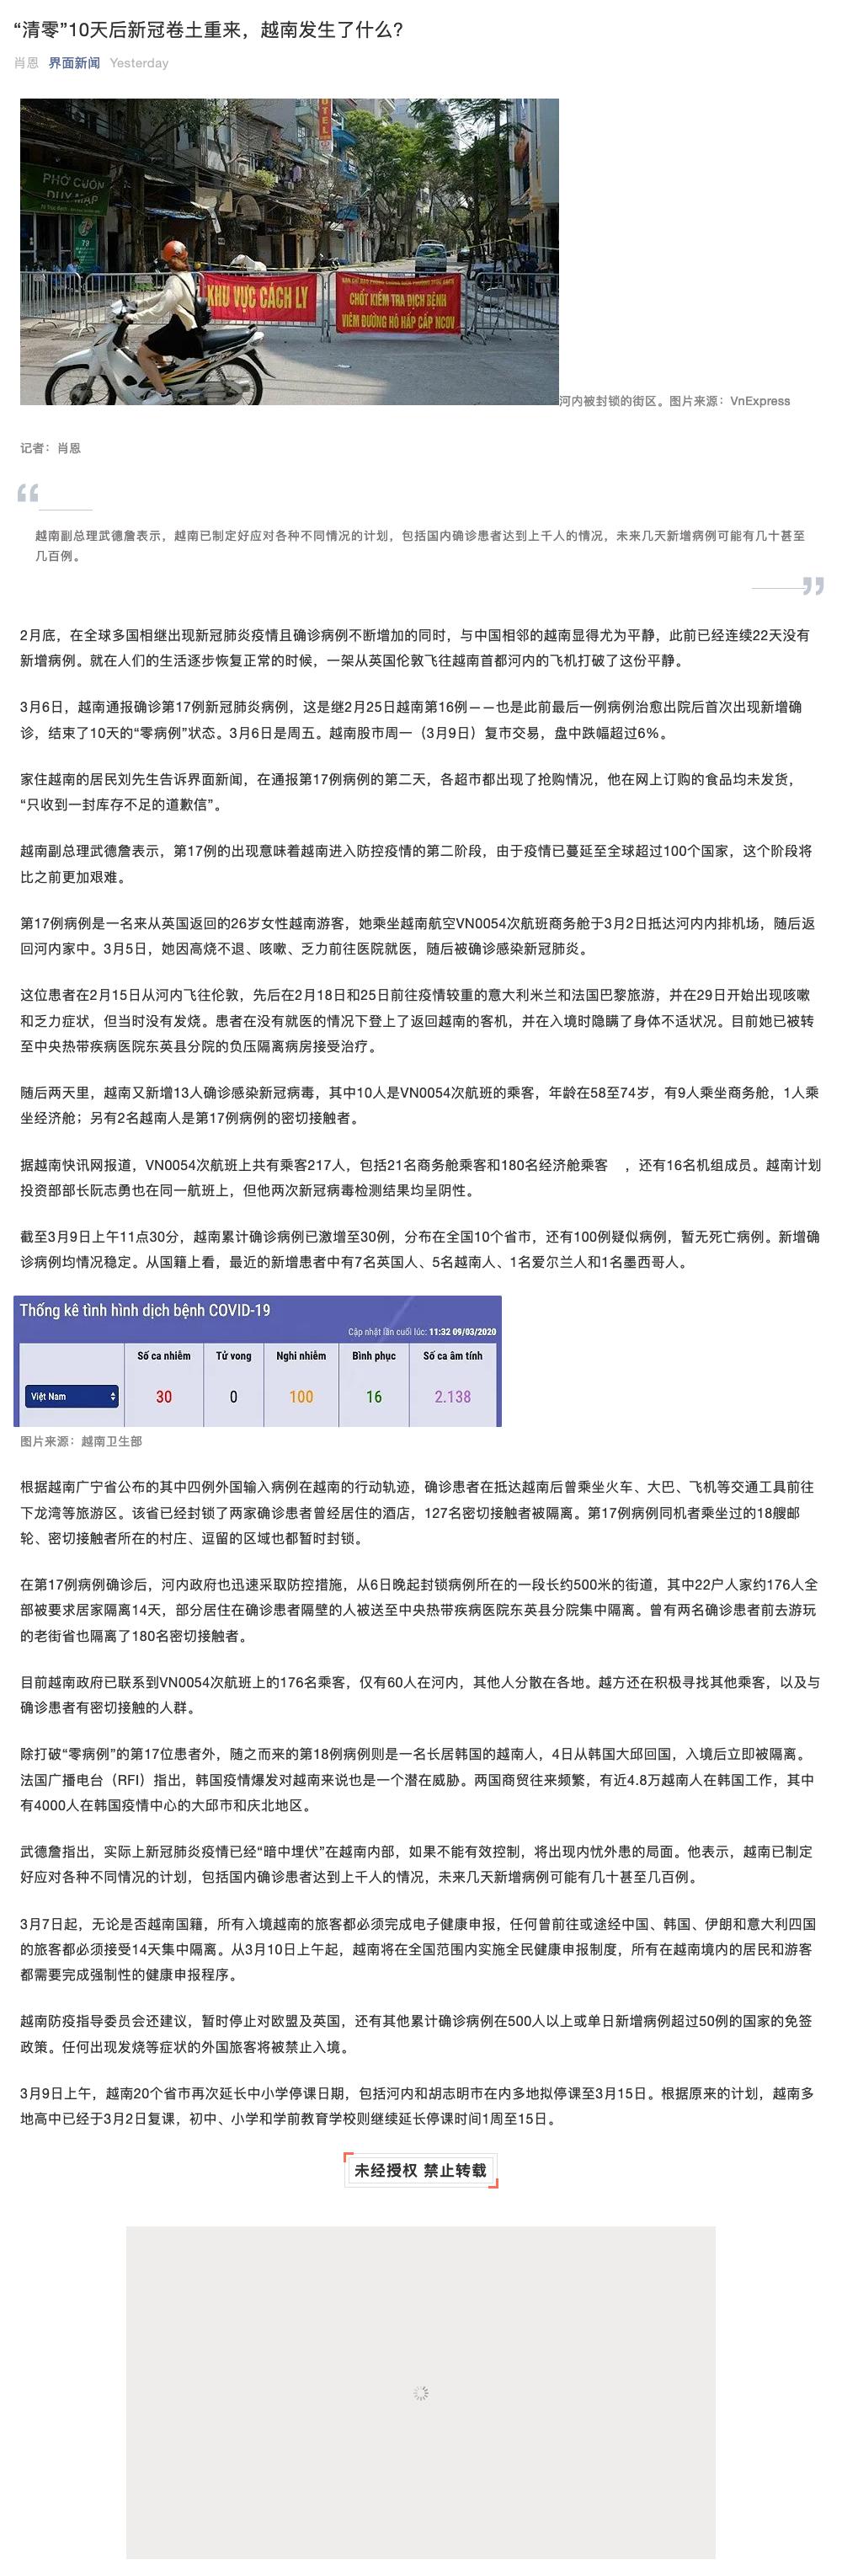 “清零”10天后新冠卷土重来，越南发生了什么？
肖恩 界面新闻 Yesterday
HOTEL
PHỞ CUỐN
DUY MẬP
79
KHU VỰC CÁCH LY
CHỐT KIỂM TRA DỊCH BỆNH
VIÊM ĐƯỜNG HÔ HẤP CẤP NCOV
河内被封锁的街区。图片来源：VnExpress
记者：肖恩
“
越南副总理武德詹表示，越南已制定好应对各种不同情况的计划，包括国内确诊患者达到上千人的情况，未来几天新增病例可能有几十甚至
几百例。
”
2月底，在全球多国相继出现新冠肺炎疫情且确诊病例不断增加的同时，与中国相邻的越南显得尤为平静，此前已经连续22天没有
新增病例。就在人们的生活逐步恢复正常的时候，一架从英国伦敦飞往越南首都河内的飞机打破了这份平静。
3月6日，越南通报确诊第17例新冠肺炎病例，这是继2月25日越南第16例——也是此前最后一例病例治愈出院后首次出现新增确
诊，结束了10天的“零病例”状态。3月6日是周五。越南股市周一（3月9日）复市交易，盘中跌幅超过6%。
家住越南的居民刘先生告诉界面新闻，在通报第17例病例的第二天，各超市都出现了抢购情况，他在网上订购的食品均未发货，
“只收到一封库存不足的道歉信”。
越南副总理武德詹表示，第17例的出现意味着越南进入防控疫情的第二阶段，由于疫情已蔓延至全球超过100个国家，这个阶段将
比之前更加艰难。
第17例病例是一名来从英国返回的26岁女性越南游客，她乘坐越南航空VN0054次航班商务舱于3月2日抵达河内内排机场，随后返
回河内家中。3月5日，她因高烧不退、咳嗽、乏力前往医院就医，随后被确诊感染新冠肺炎。
这位患者在2月15日从河内飞往伦敦，先后在2月18日和25日前往疫情较重的意大利米兰和法国巴黎旅游，并在29日开始出现咳嗽
和乏力症状，但当时没有发烧。患者在没有就医的情况下登上了返回越南的客机，并在入境时隐瞒了身体不适状况。目前她已被转
至中央热带疾病医院东英县分院的负压隔离病房接受治疗。
随后两天里，越南又新增13人确诊感染新冠病毒，其中10人是VN0054次航班的乘客，年龄在58至74岁，有9人乘坐商务舱，1人乘
坐经济舱；另有2名越南人是第17例病例的密切接触者。
据越南快讯网报道，VN0054次航班上共有乘客217人，包括21名商务舱乘客和180名经济舱乘客 ，还有16名机组成员。越南计划
投资部部长阮志勇也在同一航班上，但他两次新冠病毒检测结果均呈阴性。
截至3月9日上午11点30分，越南累计确诊病例已激增至30例，分布在全国10个省市，还有100例疑似病例，暂无死亡病例。新增确
诊病例均情况稳定。从国籍上看，最近的新增患者中有7名英国人、5名越南人、1名爱尔兰人和1名墨西哥人。
Thống kê tình hình dịch bệnh COVID-19
Cập nhật lần cuối lúc: 11:32 09/03/2020
Số ca nhiễm Tử vong Nghi nhiễm Bình phục Số ca âm tính
Việt Nam 30 0 100 16 2.138
图片来源：越南卫生部
根据越南广宁省公布的其中四例外国输入病例在越南的行动轨迹，确诊患者在抵达越南后曾乘坐火车、大巴、飞机等交通工具前往
下龙湾等旅游区。该省已经封锁了两家确诊患者曾经居住的酒店，127名密切接触者被隔离。第17例病例同机者乘坐过的18艘邮
轮、密切接触者所在的村庄、逗留的区域也都暂时封锁。
在第17例病例确诊后，河内政府也迅速采取防控措施，从6日晚起封锁病例所在的一段长约500米的街道，其中22户人家约176人全
部被要求居家隔离14天，部分居住在确诊患者隔壁的人被送至中央热带疾病医院东英县分院集中隔离。曾有两名确诊患者前去游玩
的老街省也隔离了180名密切接触者。
目前越南政府已联系到VN0054次航班上的176名乘客，仅有60人在河内，其他人分散在各地。越方还在积极寻找其他乘客，以及与
确诊患者有密切接触的人群。
除打破“零病例”的第17位患者外，随之而来的第18例病例则是一名长居韩国的越南人，4日从韩国大邱回国，入境后立即被隔离。
法国广播电台（RFI）指出，韩国疫情爆发对越南来说也是一个潜在威胁。两国商贸往来频繁，有近4.8万越南人在韩国工作，其中
有4000人在韩国疫情中心的大邱市和庆北地区。
武德詹指出，实际上新冠肺炎疫情已经“暗中埋伏”在越南内部，如果不能有效控制，将出现内忧外患的局面。他表示，越南已制定
好应对各种不同情况的计划，包括国内确诊患者达到上千人的情况，未来几天新增病例可能有几十甚至几百例。
3月7日起，无论是否越南国籍，所有入境越南的旅客都必须完成电子健康申报，任何曾前往或途经中国、韩国、伊朗和意大利四国
的旅客都必须接受14天集中隔离。从3月10日上午起，越南将在全国范围内实施全民健康申报制度，所有在越南境内的居民和游客
都需要完成强制性的健康申报程序。
越南防疫指导委员会还建议，暂时停止对欧盟及英国，还有其他累计确诊病例在500人以上或单日新增病例超过50例的国家的免签
政策。任何出现发烧等症状的外国旅客将被禁止入境。
3月9日上午，越南20个省市再次延长中小学停课日期，包括河内和胡志明市在内多地拟停课至3月15日。根据原来的计划，越南多
地高中已经于3月2日复课，初中、小学和学前教育学校则继续延长停课时间1周至15日。
未经授权 禁止转载